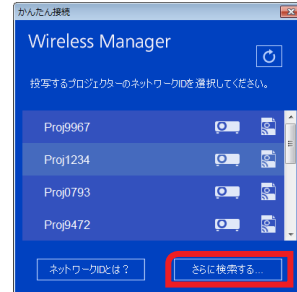 かんたん接続
Wireless Manager
投写するプロジェクターのネットワークIDを選択してください。
Proj9967
Proj1234
Proj0793
Proj9472
ネットワークIDとは？
さらに検索する...